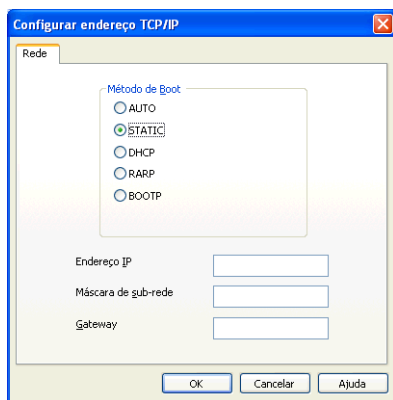 Configurar endereço TCP/IP
Rede
Método de Boot
AUTO
STATIC
DHCP
RARP
BOOTP
Endereço IP
Máscara de sub-rede
Gateway
OK Cancelar Ajuda